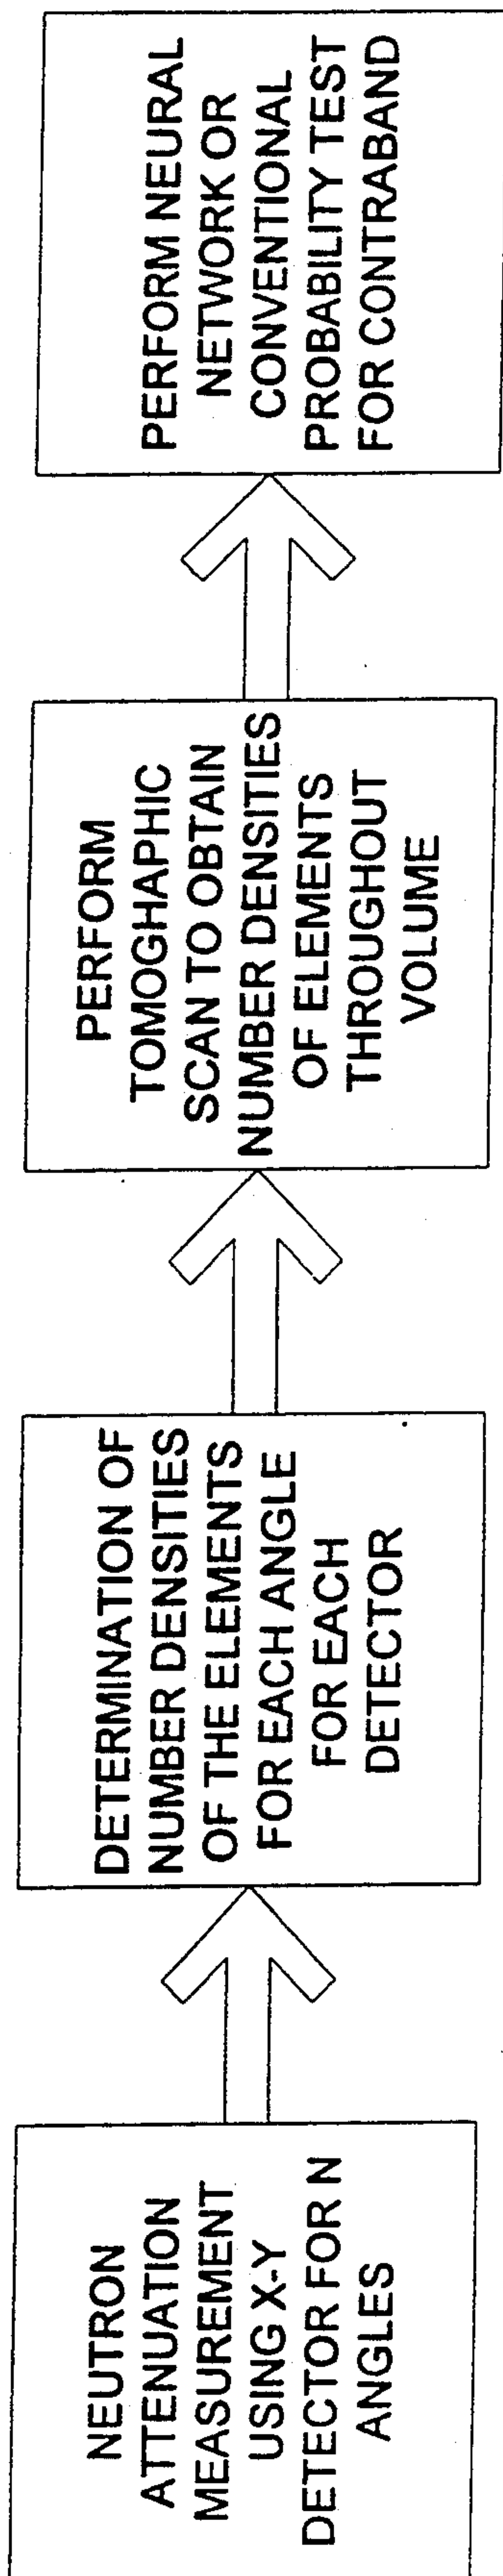 NEUTRON
ATTENUATION
MEASUREMENT
USING X-Y
DETECTOR FOR N
ANGLES
DETERMINATION OF
NUMBER DENSITIES
OF THE ELEMENTS
FOR EACH ANGLE
FOR EACH
DETECTOR
PERFORM
TOMOGHAPHIC
SCAN TO OBTAIN
NUMBER DENSITIES
OF ELEMENTS
THROUGHOUT
VOLUME
PERFORM NEURAL
NETWORK OR
CONVENTIONAL
PROBABILITY TEST
FOR CONTRABAND